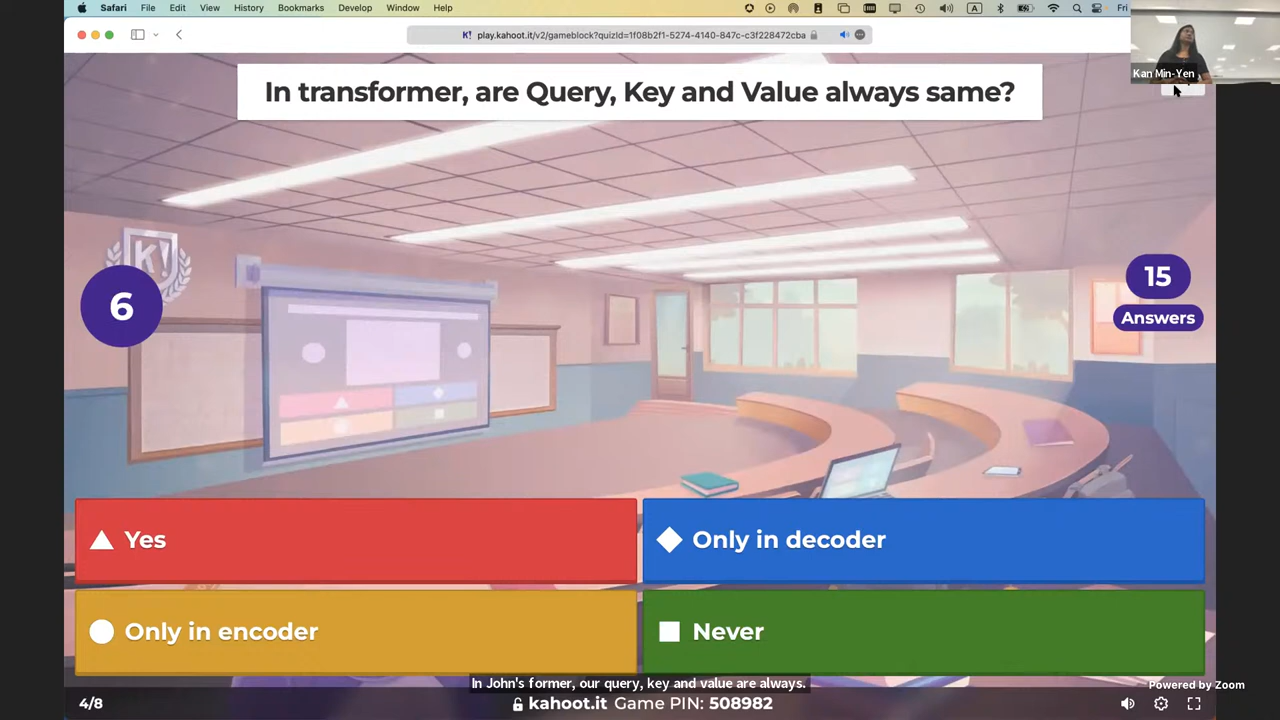 Safari File Edit View History Bookmarks Develop Window Help A Fri
K! play.kahoot.it/v2/gameblock?quizId=1f08b2f1-5274-4140-847c-c3f228472cba
Kan Min-Yen
In transformer, are Query, Key and Value always same?
K!
6
15
Answers
Yes
Only in decoder
Only in encoder
Never
In John's former, our query, key and value are always.
Powered by Zoom
4/8
kahoot.it Game PIN: 508982